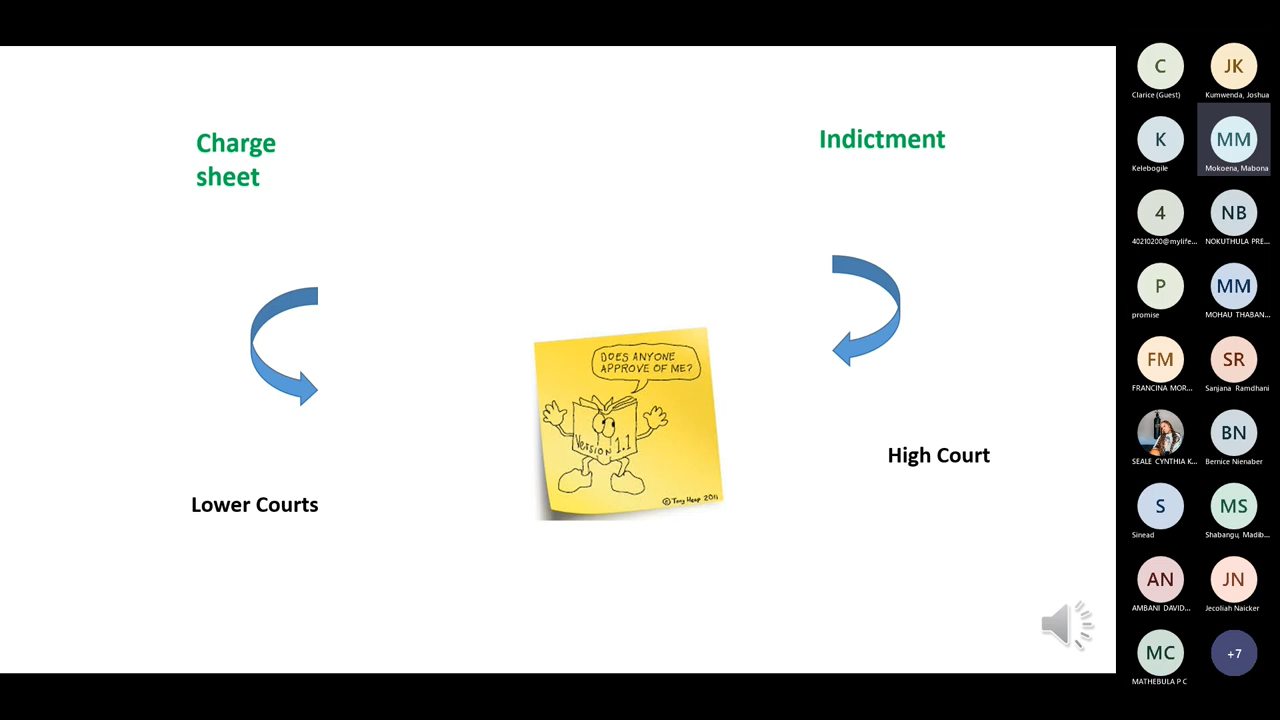 Charge
sheet
Indictment
DOES ANYONE
APPROVE OF ME?
Version 1.1
© Tony Heap 2011
Lower Courts
High Court
C
Clarice (Guest)
JK
Kumwenda, Joshua
K
Kelebogile
MM
Mokoena, Mabona
4
40210200@mylife...
NB
NOKUTHULA PRE...
P
promise
MM
MOHAU THABAN...
FM
FRANCINA MOR...
SR
Sanjana Ramdhani
SEALE CYNTHIA K...
BN
Bernice Nienaber
S
Sinead
MS
Shabangu, Madib...
AN
AMBANI DAVID...
JN
Jecoliah Naicker
MC
MATHEBULA P C
+7